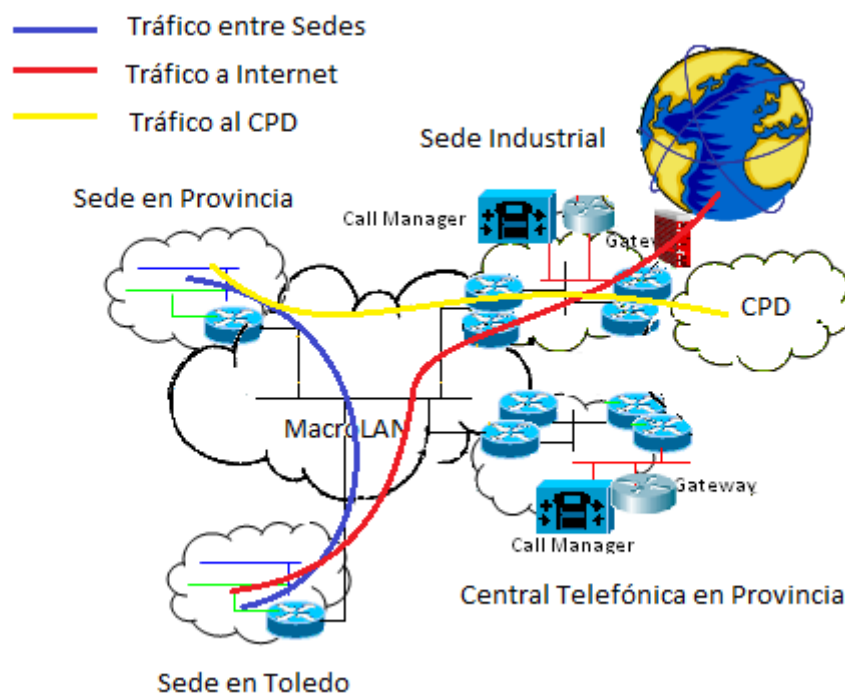 Tráfico entre Sedes
Tráfico a Internet
Tráfico al CPD
Sede Industrial
Sede en Provincia
Call Manager
Gateway
CPD
MacroLAN
Gateway
Call Manager
Central Telefónica en Provincia
Sede en Toledo